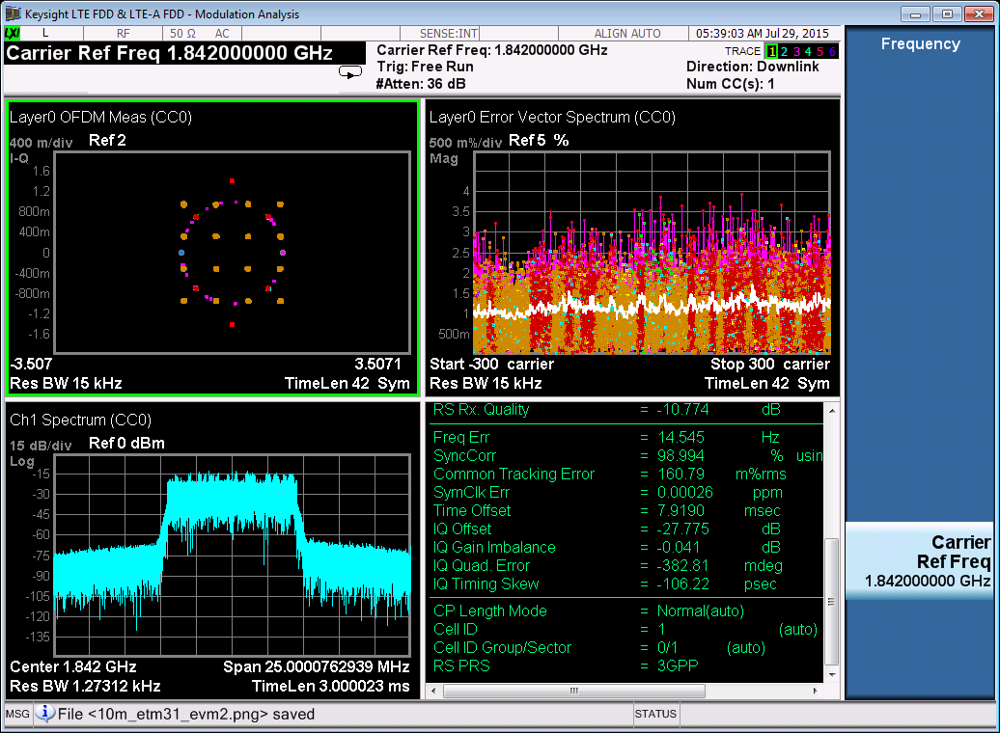 Keysight LTE FDD & LTE-A FDD - Modulation Analysis
LXI L RF 50 Ω AC SENSE:INT ALIGN AUTO 05:39:03 AM Jul 29, 2015
Carrier Ref Freq 1.842000000 GHz
Carrier Ref Freq: 1.842000000 GHz
Trig: Free Run
#Atten: 36 dB
TRACE 1 2 3 4 5 6
Direction: Downlink
Num CC(s): 1
Frequency
Layer0 OFDM Meas (CC0)
400 m/div Ref 2
I-Q
1.6
1.2
800m
400m
0
-400m
-800m
-1.2
-1.6
-3.507 3.5071
Res BW 15 kHz TimeLen 42 Sym
Layer0 Error Vector Spectrum (CC0)
500 m%/div Ref 5 %
Mag
4
3.5
3
2.5
2
1.5
1
500m
Start -300 carrier Stop 300 carrier
Res BW 15 kHz TimeLen 42 Sym
Ch1 Spectrum (CC0)
15 dB/div Ref 0 dBm
Log
-15
-30
-45
-60
-75
-90
-105
-120
-135
Center 1.842 GHz Span 25.0000762939 MHz
Res BW 1.27312 kHz TimeLen 3.000023 ms
RS Rx. Quality = -10.774 dB
Freq Err = 14.545 Hz
SyncCorr = 98.994 % usin
Common Tracking Error = 160.79 m%rms
SymClk Err = 0.00026 ppm
Time Offset = 7.9190 msec
IQ Offset = -27.775 dB
IQ Gain Imbalance = -0.041 dB
IQ Quad. Error = -382.81 mdeg
IQ Timing Skew = -106.22 psec
CP Length Mode = Normal(auto)
Cell ID = 1 (auto)
Cell ID Group/Sector = 0/1 (auto)
RS PRS = 3GPP
Carrier
Ref Freq
1.842000000 GHz
MSG File <10m_etm31_evm2.png> saved STATUS